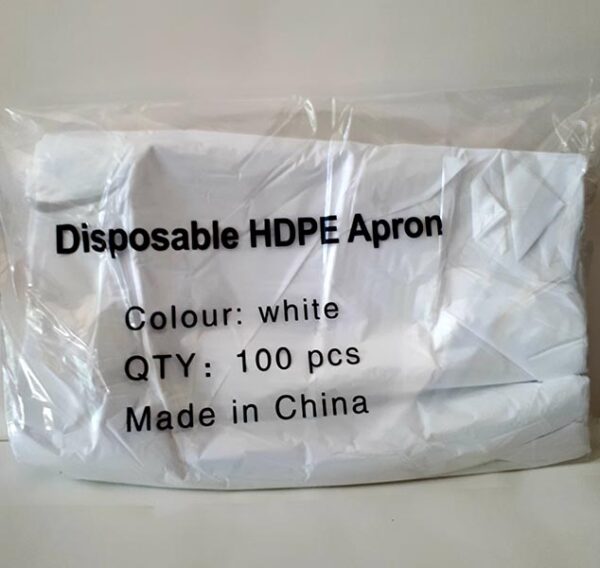 Disposable HDPE Apron
Colour: white
QTY: 100 pcs
Made in China